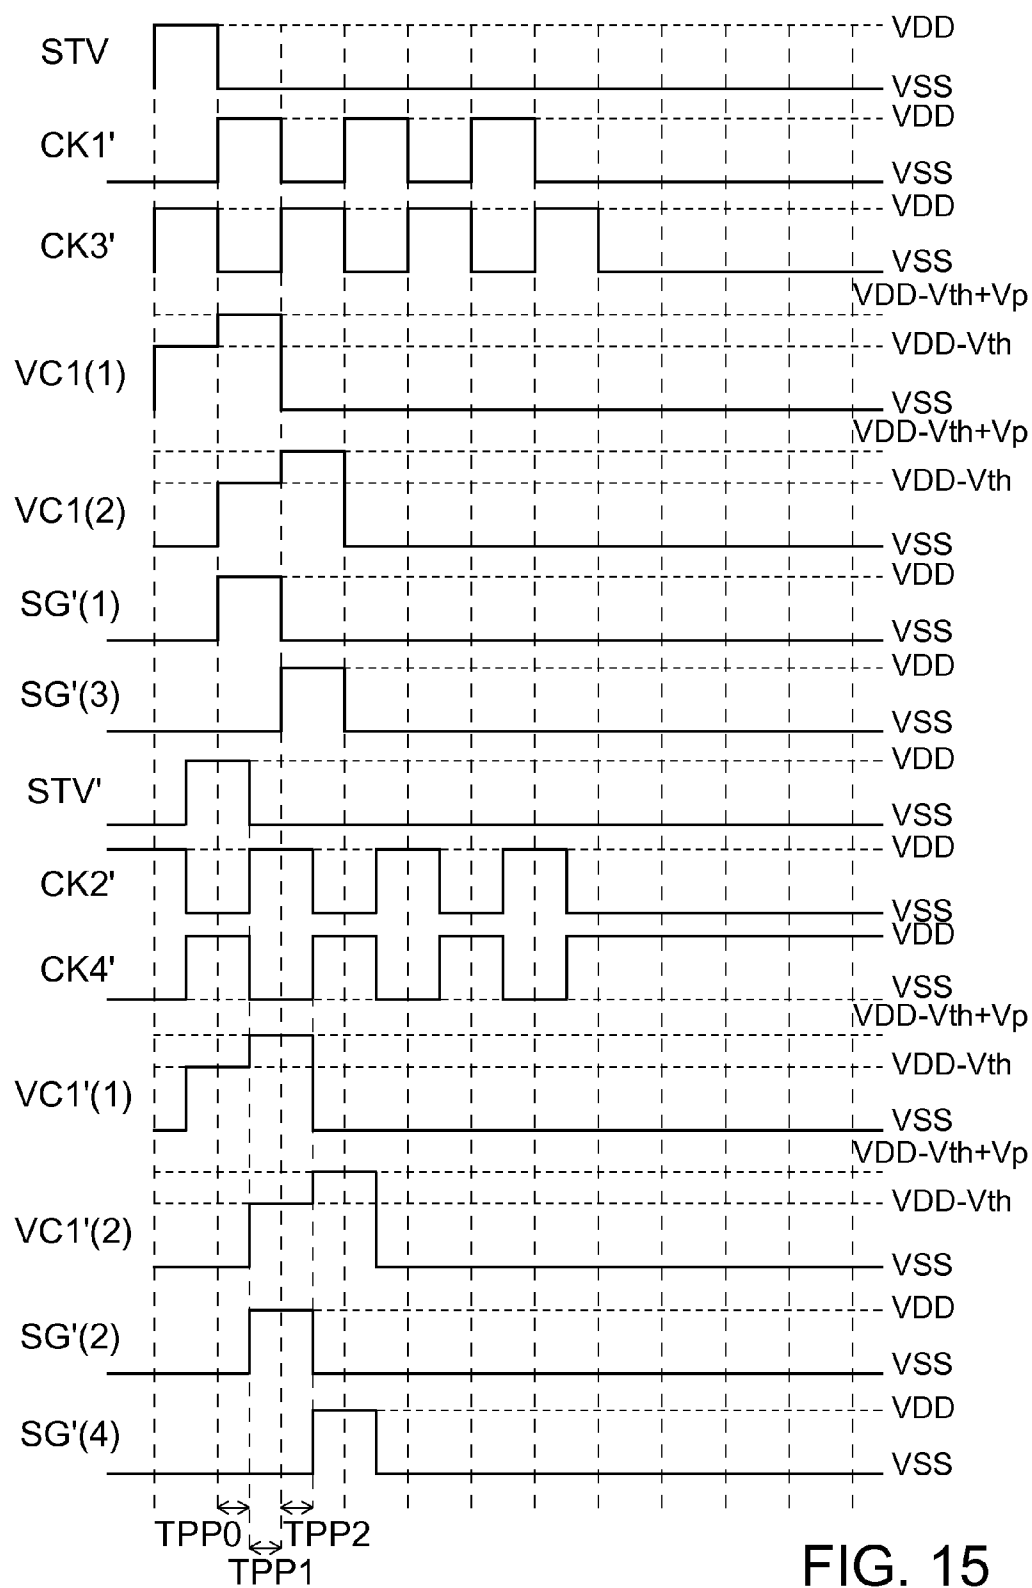 STV
VDD
VSS
CK1'
VDD
VSS
CK3'
VDD
VSS
VC1(1)
VDD-Vth+Vp
VDD-Vth
VSS
VC1(2)
VDD-Vth+Vp
VDD-Vth
VSS
SG'(1)
VDD
VSS
SG'(3)
VDD
VSS
STV'
VDD
VSS
CK2'
VDD
VSS
CK4'
VDD
VSS
VC1'(1)
VDD-Vth+Vp
VDD-Vth
VSS
VC1'(2)
VDD-Vth+Vp
VDD-Vth
VSS
SG'(2)
VDD
VSS
SG'(4)
VDD
VSS
TPP0
TPP2
TPP1
FIG. 15